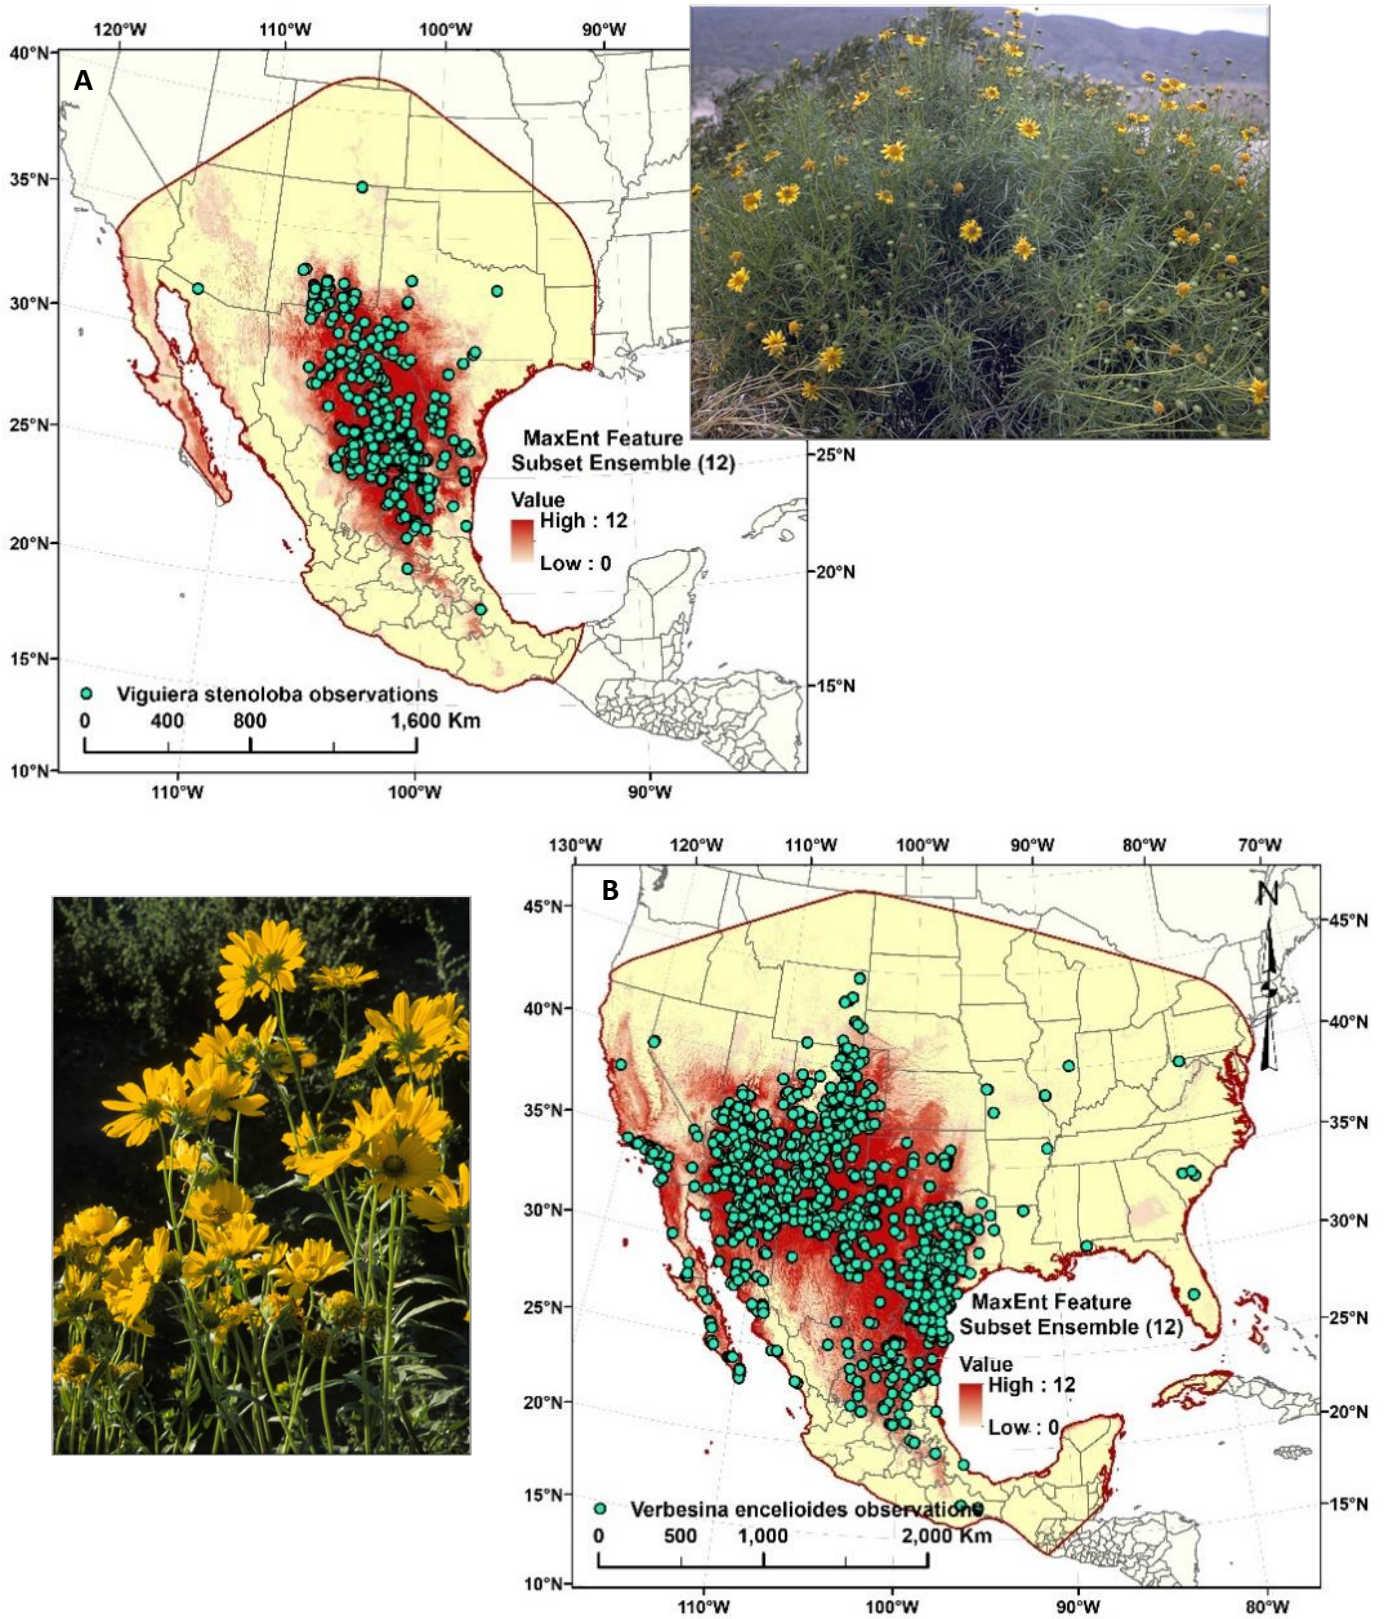 120°W 110°W 100°W 90°W
40°N
A
35°N
30°N
25°N
MaxEnt Feature
Subset Ensemble (12)
25°N
Value
High : 12
Low : 0
20°N
20°N
15°N
15°N
Viguiera stenoloba observations
0 400 800 1,600 Km
10°N
110°W 100°W 90°W
130°W 120°W 110°W 100°W 90°W 80°W 70°W
B
N
45°N
45°N
40°N
40°N
35°N
35°N
30°N
30°N
25°N
25°N
MaxEnt Feature
Subset Ensemble (12)
Value
High : 12
Low : 0
20°N
20°N
15°N
15°N
Verbesina encelioides observations
0 500 1,000 2,000 Km
10°N
110°W 100°W 90°W 80°W